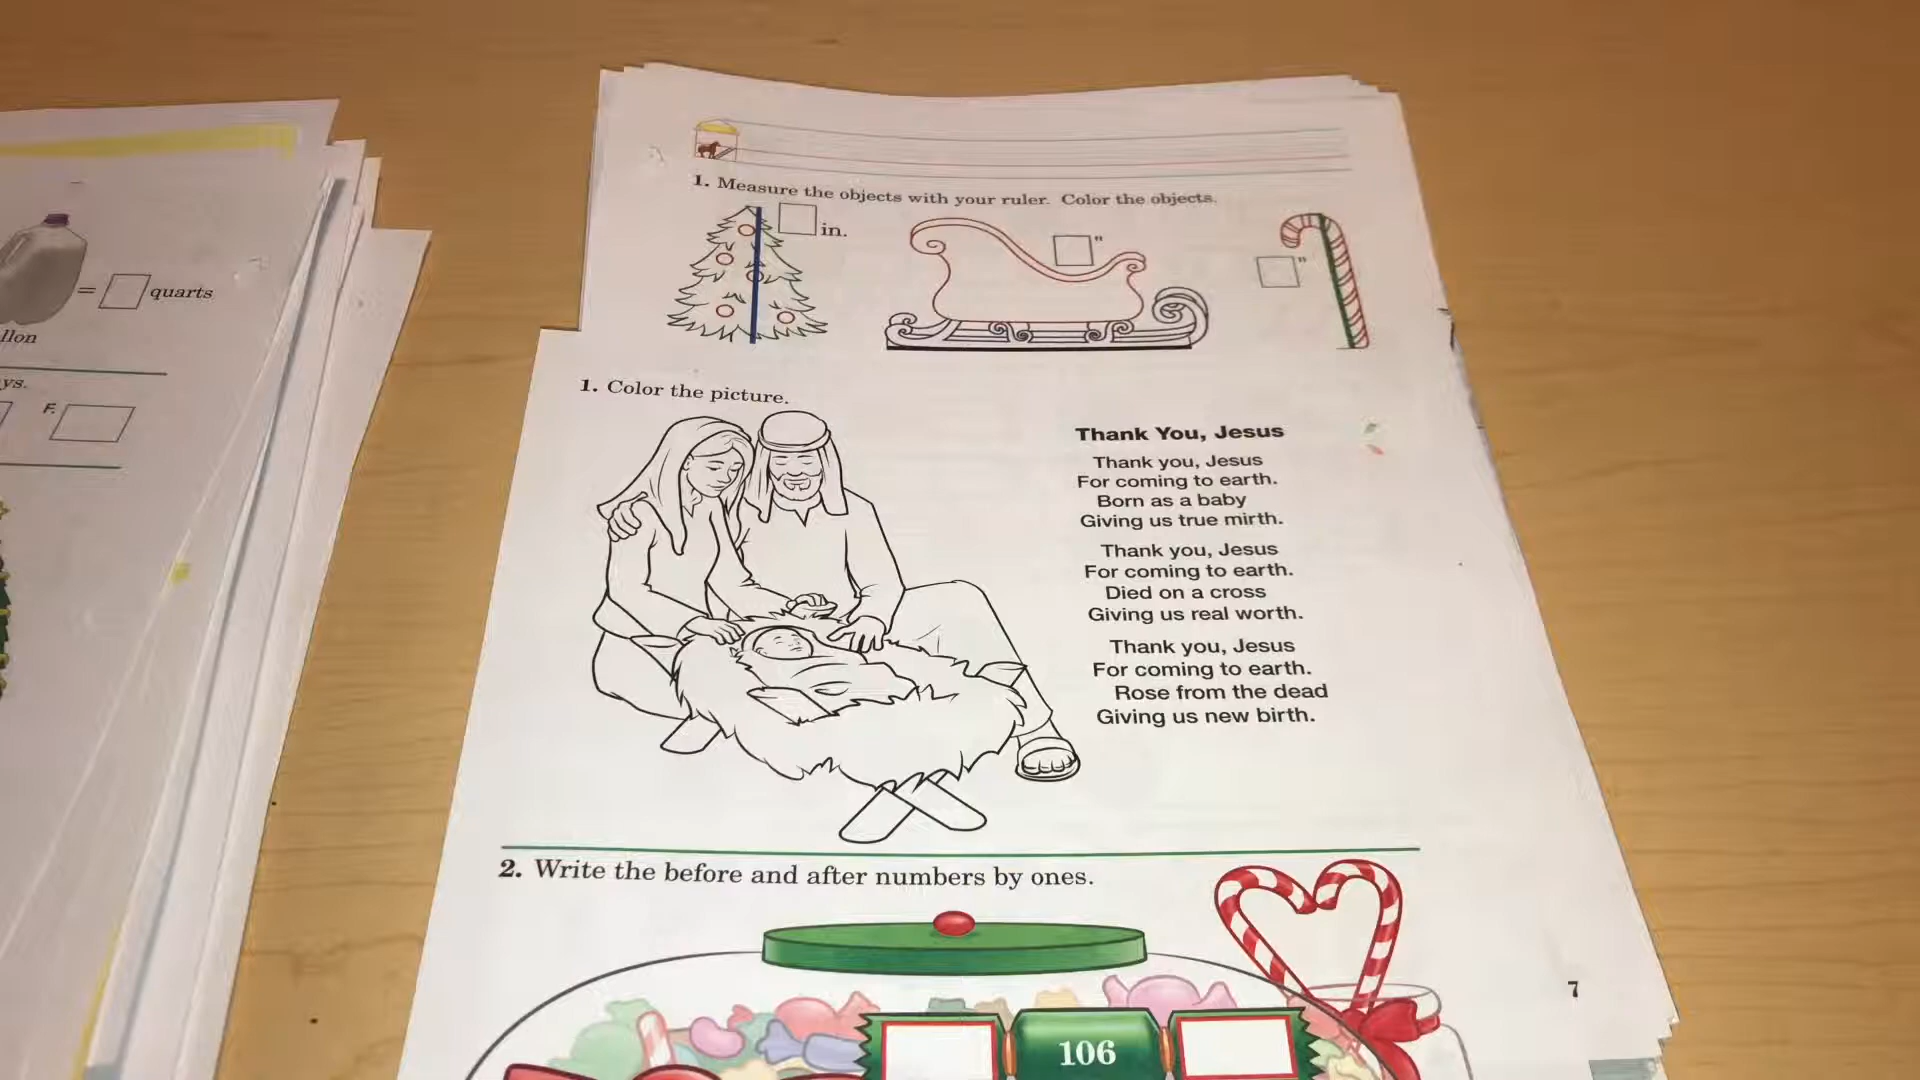 = quarts
llon
ys.
F.
1. Measure the objects with your ruler. Color the objects.
in.
"
"
1. Color the picture.
Thank You, Jesus
Thank you, Jesus
For coming to earth.
Born as a baby
Giving us true mirth.
Thank you, Jesus
For coming to earth.
Died on a cross
Giving us real worth.
Thank you, Jesus
For coming to earth.
Rose from the dead
Giving us new birth.
2. Write the before and after numbers by ones.
7
106